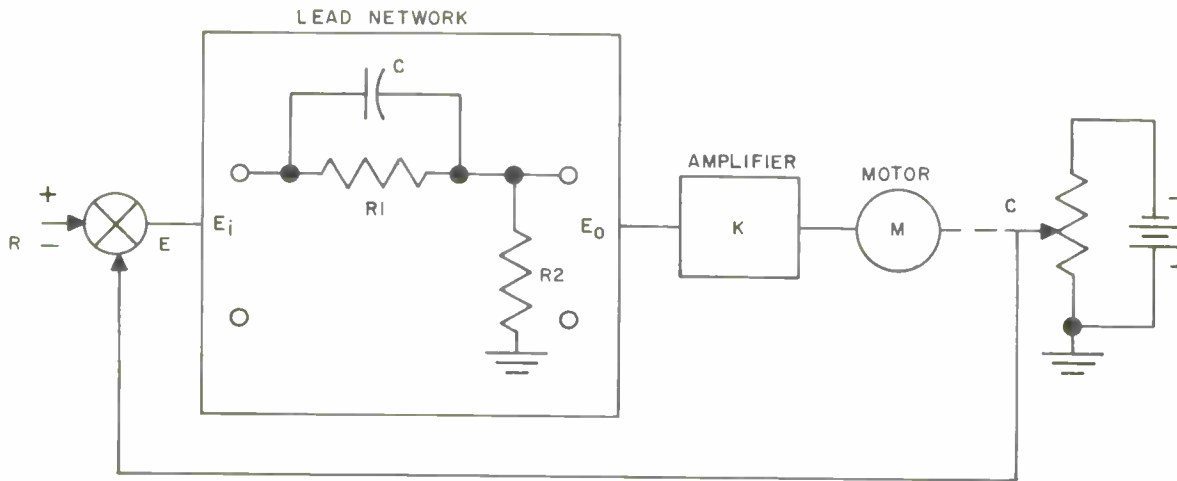 LEAD NETWORK
C
R1
Ei
Eo
R2
+
R
−
E
AMPLIFIER
K
MOTOR
M
C